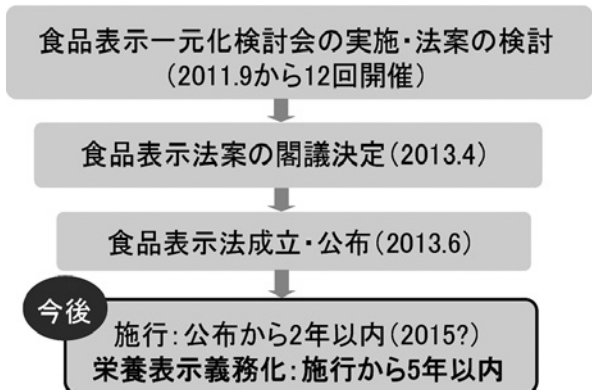 食品表示一元化検討会の実施・法案の検討
(2011.9から12回開催)
食品表示法案の閣議決定(2013.4)
食品表示法成立・公布(2013.6)
今後
施行:公布から2年以内(2015?)
栄養表示義務化:施行から5年以内